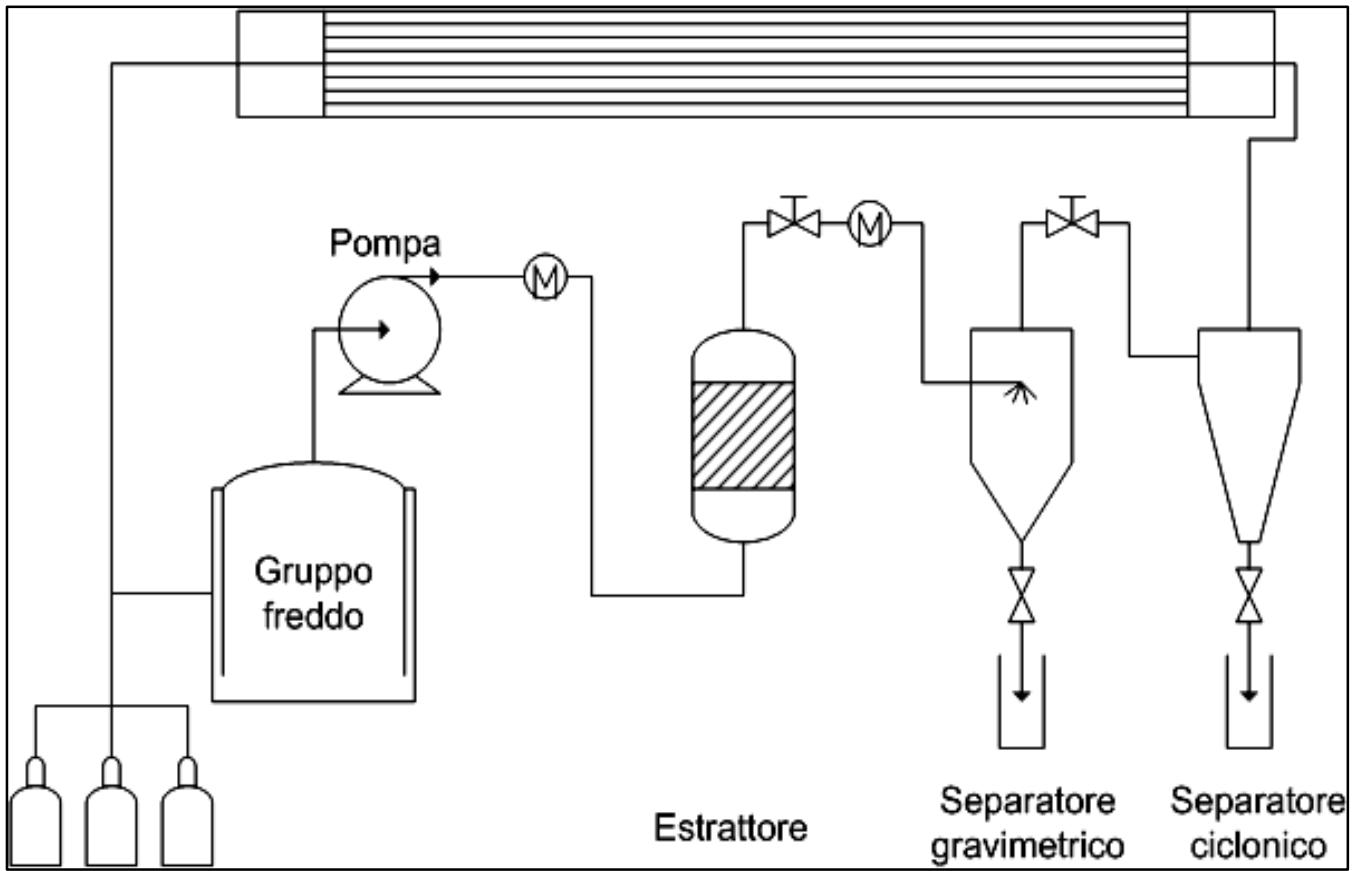 Pompa
M
M
Gruppo
freddo
Estrattore
Separatore
gravimetrico
Separatore
ciclonico